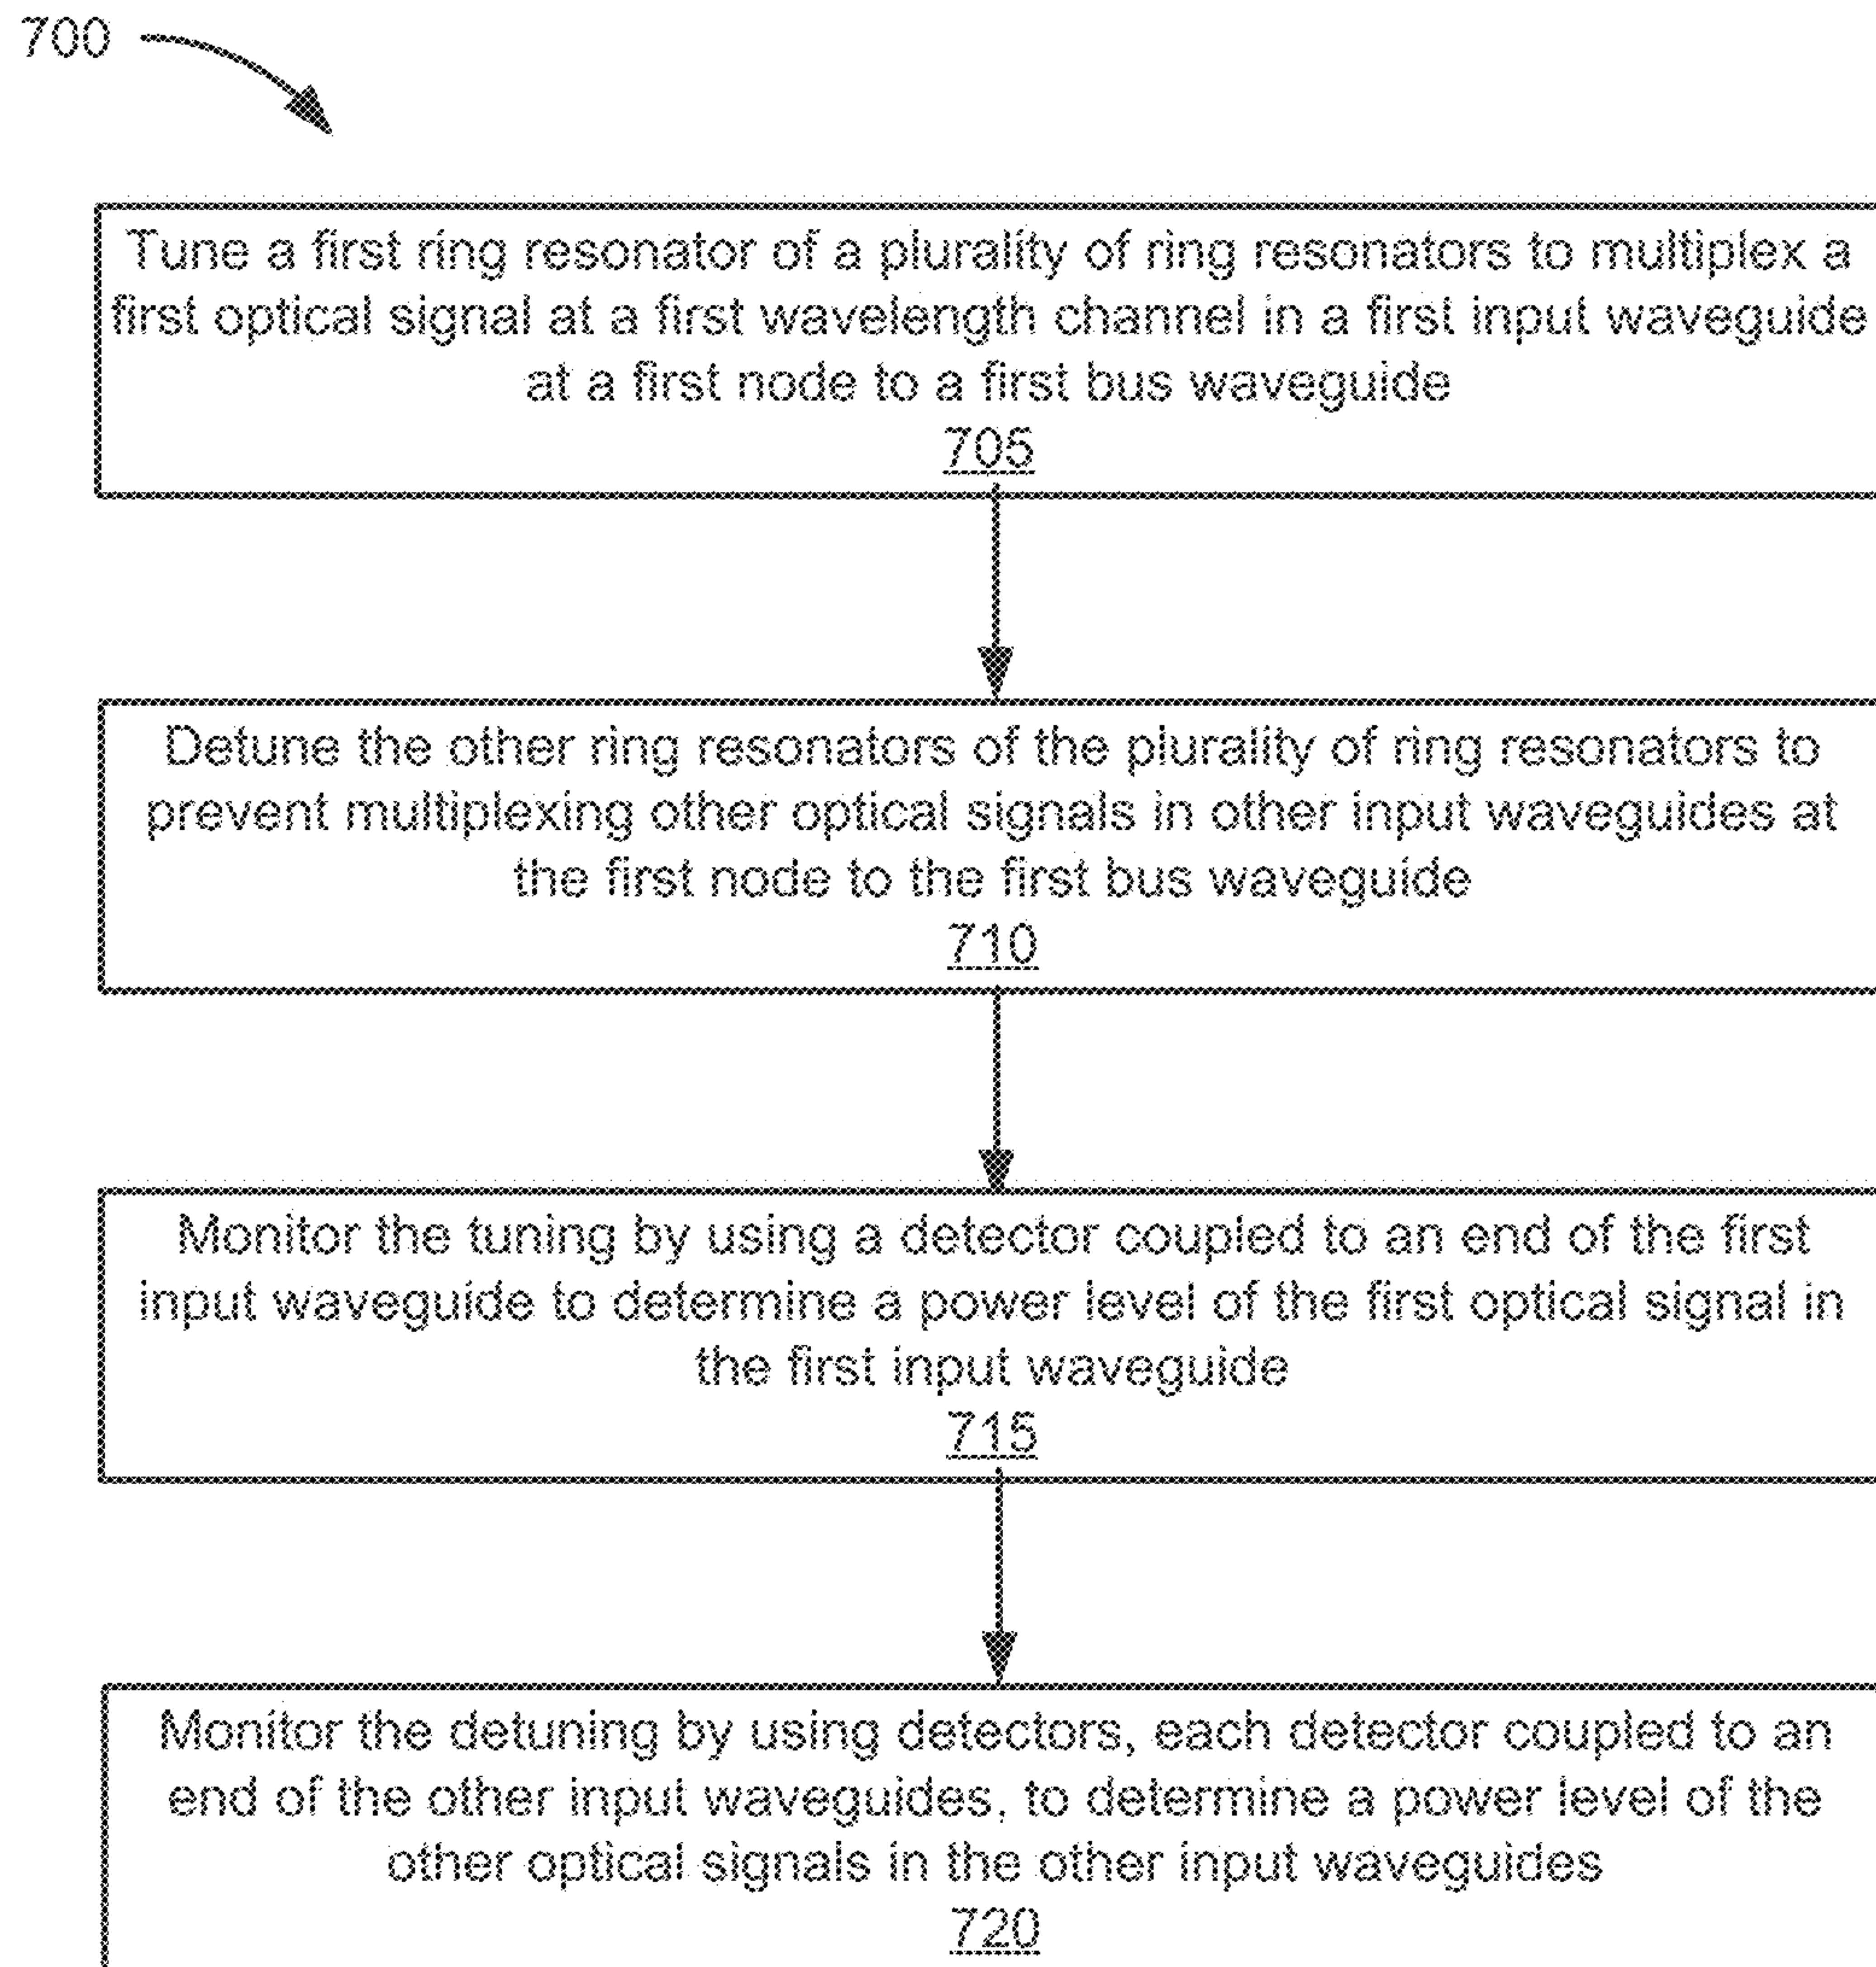 700
Tune a first ring resonator of a plurality of ring resonators to multiplex a
first optical signal at a first wavelength channel in a first input waveguide
at a first node to a first bus waveguide
705
Detune the other ring resonators of the plurality of ring resonators to
prevent multiplexing other optical signals in other input waveguides at
the first node to the first bus waveguide
710
Monitor the tuning by using a detector coupled to an end of the first
input waveguide to determine a power level of the first optical signal in
the first input waveguide
715
Monitor the detuning by using detectors, each detector coupled to an
end of the other input waveguides, to determine a power level of the
other optical signals in the other input waveguides
720